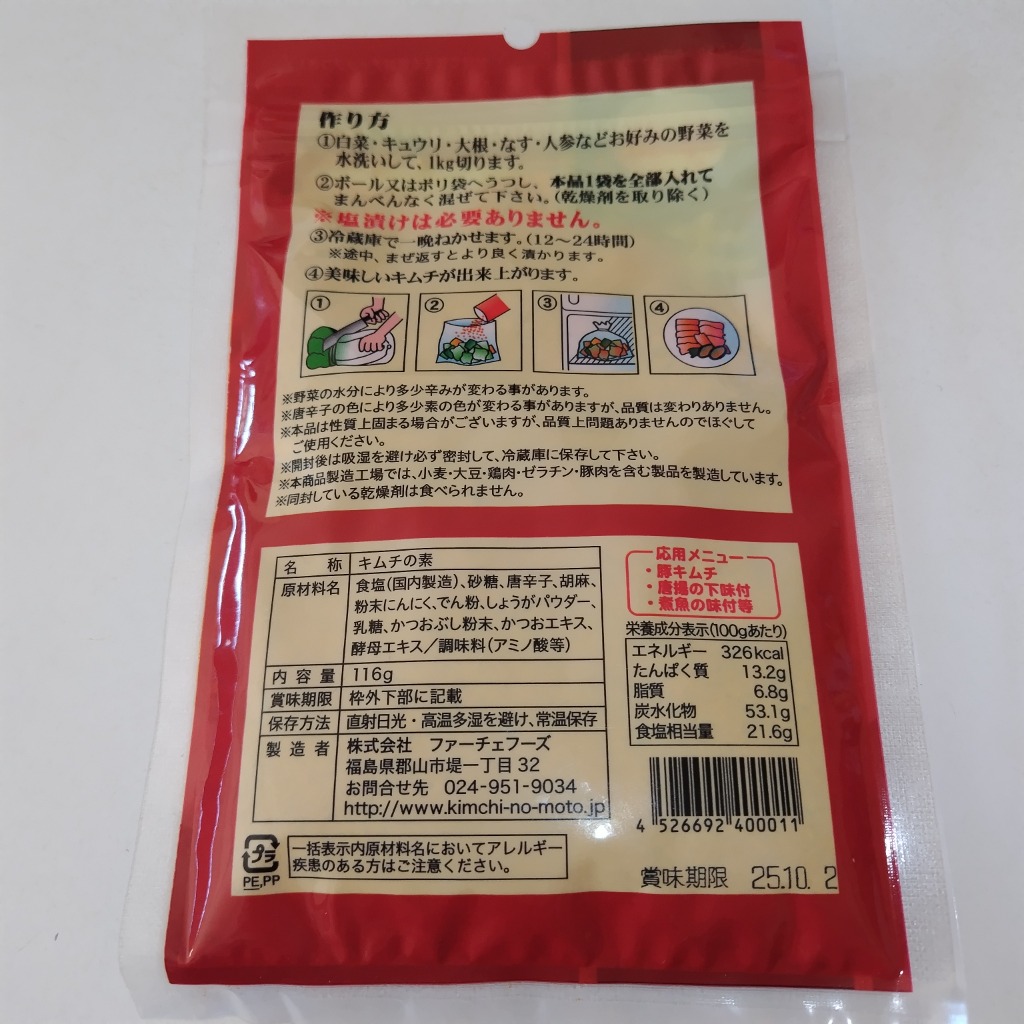 作り方
①白菜・キュウリ・大根・なす・人参などお好みの野菜を
水洗いして、1kg切ります。
②ボール又はポリ袋へうつし、本品1袋を全部入れて
まんべんなく混ぜて下さい。(乾燥剤を取り除く)
※塩漬けは必要ありません。
③冷蔵庫で一晩ねかせます。(12〜24時間)
※途中、まぜ返すとより良く漬かります。
④美味しいキムチが出来上がります。
① ② ③ ④
※野菜の水分により多少辛みが変わる事があります。
※唐辛子の色により多少素の色が変わる事がありますが、品質は変わりありません。
※本品は性質上固まる場合がございますが、品質上問題ありませんのでほぐして
ご使用ください。
※開封後は吸湿を避け必ず密封して、冷蔵庫に保存して下さい。
※本商品製造工場では、小麦・大豆・鶏肉・ゼラチン・豚肉を含む製品を製造しています。
※同封している乾燥剤は食べられません。
名 称 キムチの素
原材料名 食塩(国内製造)、砂糖、唐辛子、胡麻、
粉末にんにく、でん粉、しょうがパウダー、
乳糖、かつおぶし粉末、かつおエキス、
酵母エキス／調味料(アミノ酸等)
内容量 116g
賞味期限 枠外下部に記載
保存方法 直射日光・高温多湿を避け、常温保存
製造者 株式会社 ファーチェフーズ
福島県郡山市堤一丁目32
お問合せ先 024-951-9034
http://www.kimchi-no-moto.jp
応用メニュー
・豚キムチ
・唐揚の下味付
・煮魚の味付等
栄養成分表示(100gあたり)
エネルギー 326kcal
たんぱく質 13.2g
脂質 6.8g
炭水化物 53.1g
食塩相当量 21.6g
4 526692 400011
プラ
PE,PP
一括表示内原材料名においてアレルギー
疾患のある方はご注意ください。
賞味期限 25.10. 2